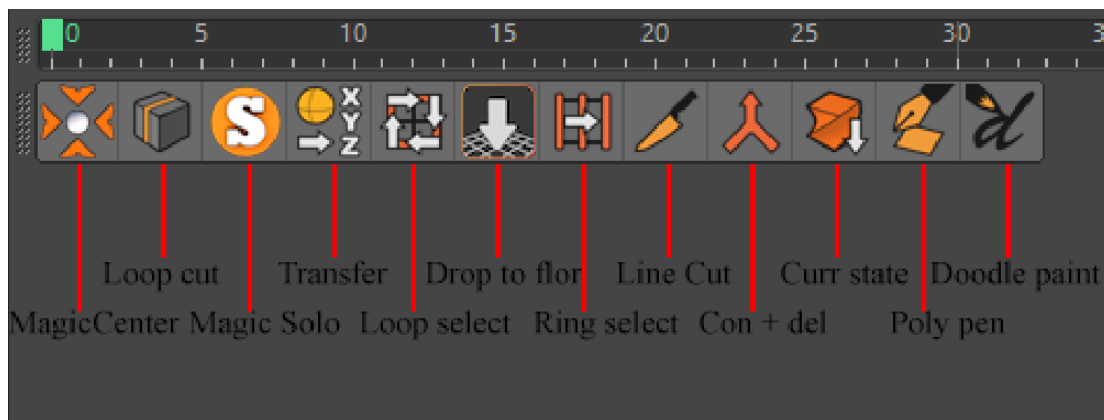 0 5 10 15 20 25 30 3
S X Y Z d
Loop cut Transfer Drop to flor Line Cut Curr state Doodle paint
MagicCenter Magic Solo Loop select Ring select Con + del Poly pen